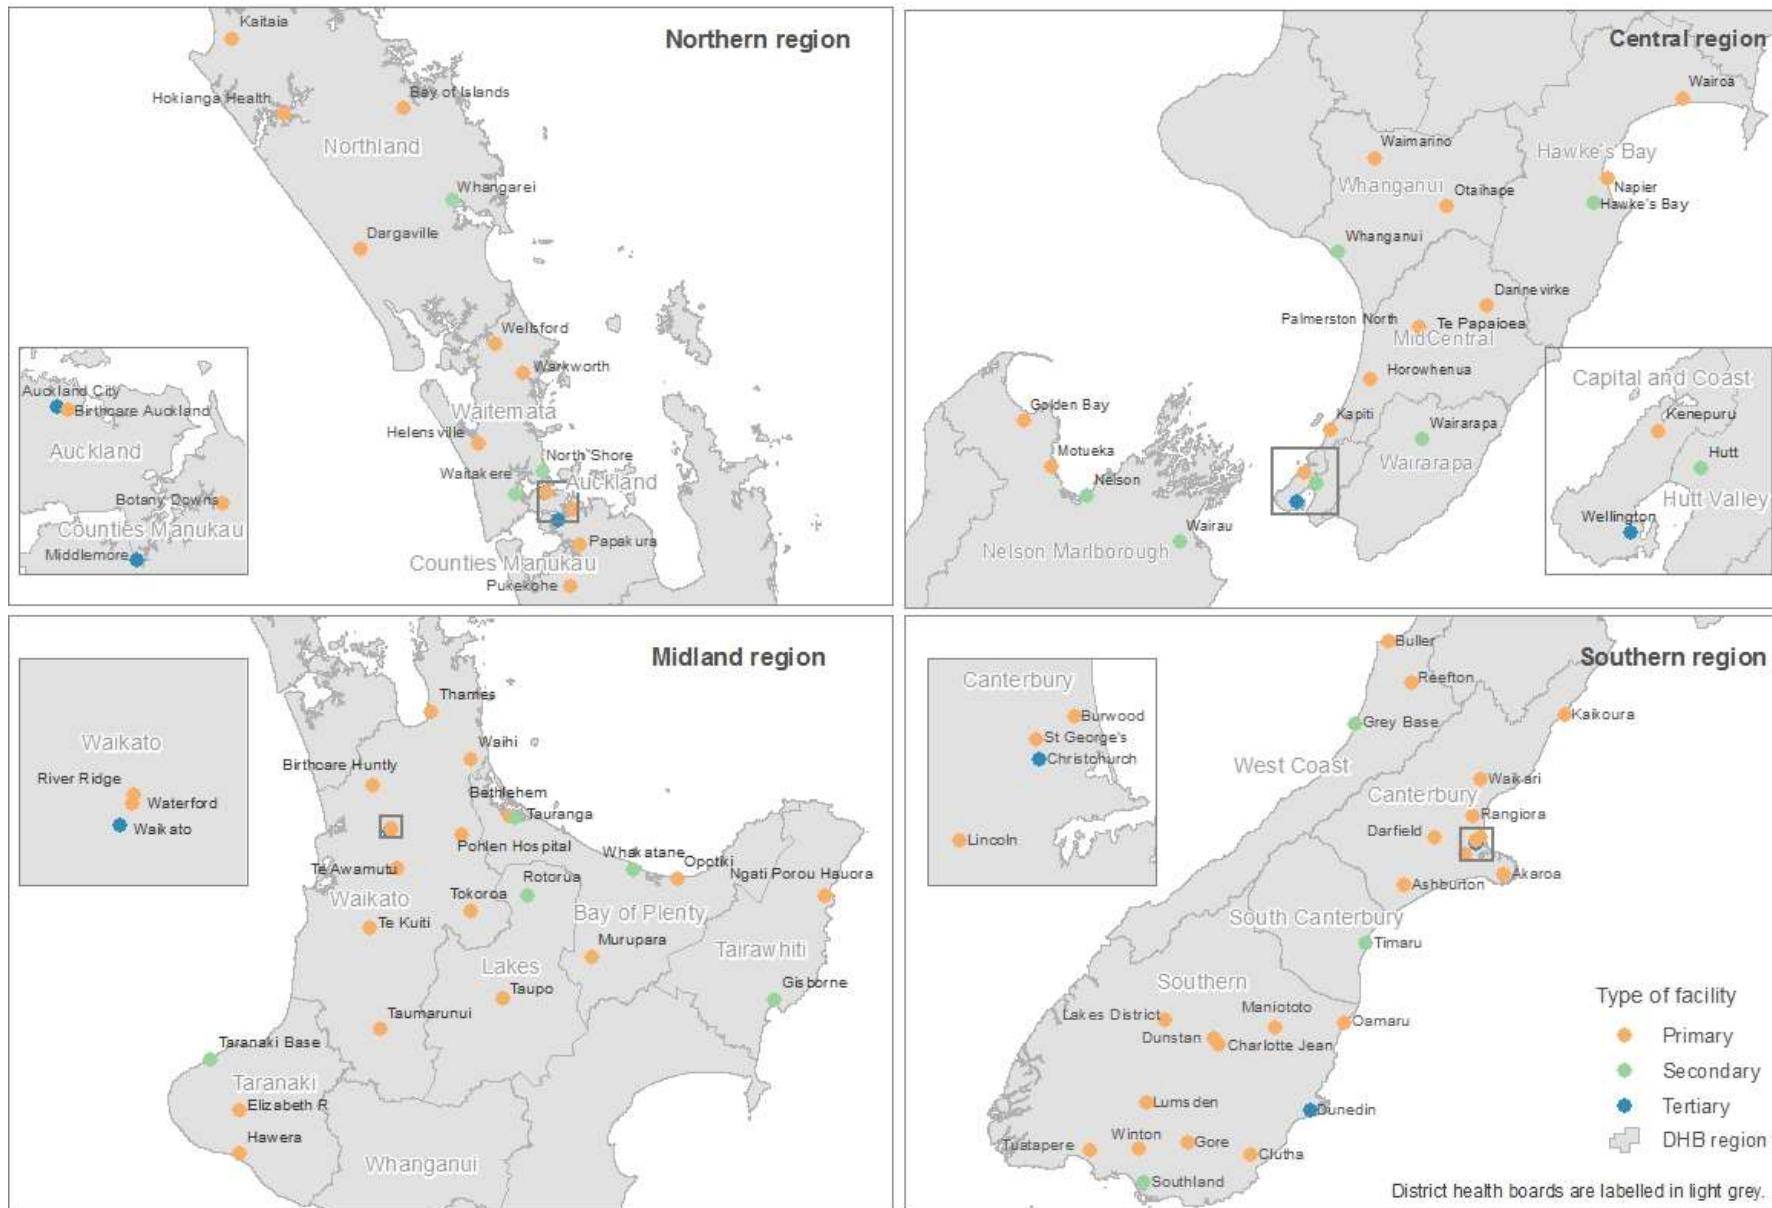 Northern region
Kaitaia
Hokianga Health
Bay of Islands
Northland
Whangarei
Dargaville
Wellsford
Warkworth
Waitemata
Helensville
North Shore
Waitakere
Auckland
Papakura
Counties Manukau
Pukekohe
Auckland City
Birthcare Auckland
Auckland
Botany Downs
Counties Manukau
Middlemore
Central region
Wairoa
Waimarino
Hawke's Bay
Whanganui
Otaihape
Napier
Hawke's Bay
Whanganui
Dannevirke
Palmerston North
Te Papaioea
MidCentral
Horowhenua
Golden Bay
Kapiti
Wairarapa
Motueka
Wairarapa
Nelson
Wairau
Nelson Marlborough
Capital and Coast
Kenepuru
Hutt
Hutt Valley
Wellington
Midland region
Thames
Waihi
Birthcare Huntly
Bethlehem
Tauranga
Pohlen Hospital
Whakatane
Opotiki
Te Awamutu
Rotorua
Ngati Porou Hauora
Tokoroa
Waikato
Bay of Plenty
Te Kuiti
Murupara
Tairawhiti
Lakes
Taupo
Gisborne
Taumarunui
Taranaki Base
Taranaki
Elizabeth R
Hawera
Whanganui
Waikato
River Ridge
Waterford
Waikato
Southern region
Buller
Reefton
Kaikoura
Grey Base
West Coast
Waikari
Canterbury
Rangiora
Darfield
Akaroa
Ashburton
South Canterbury
Timaru
Southern
Lakes District
Maniototo
Oamaru
Dunstan
Charlotte Jean
Lumsden
Dunedin
Tuatapere
Winton
Gore
Clutha
Southland
Canterbury
Burwood
St George's
Christchurch
Lincoln
Type of facility
Primary
Secondary
Tertiary
DHB region
District health boards are labelled in light grey.